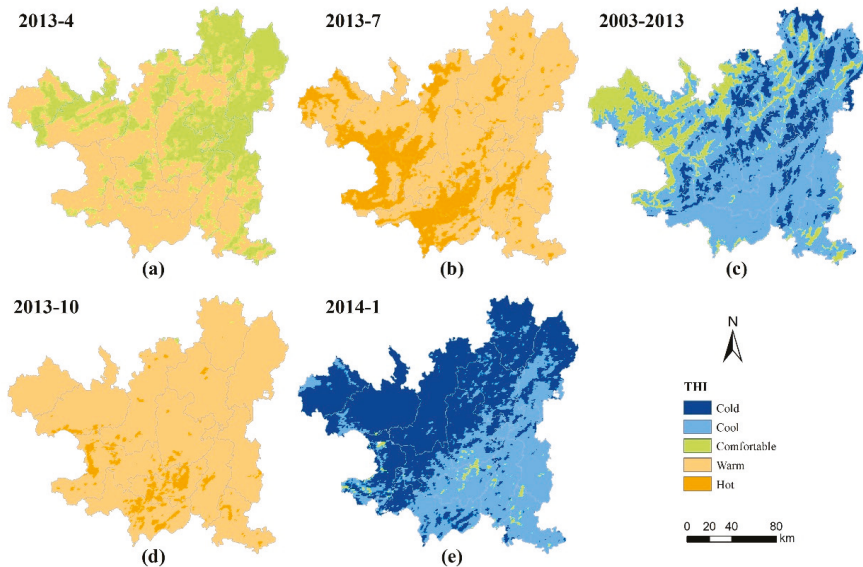 2013-4
2013-7
2003-2013
(a)
(b)
(c)
2013-10
2014-1
N
THI
Cold
Cool
Comfortable
Warm
Hot
0 20 40 80
km
(d)
(e)